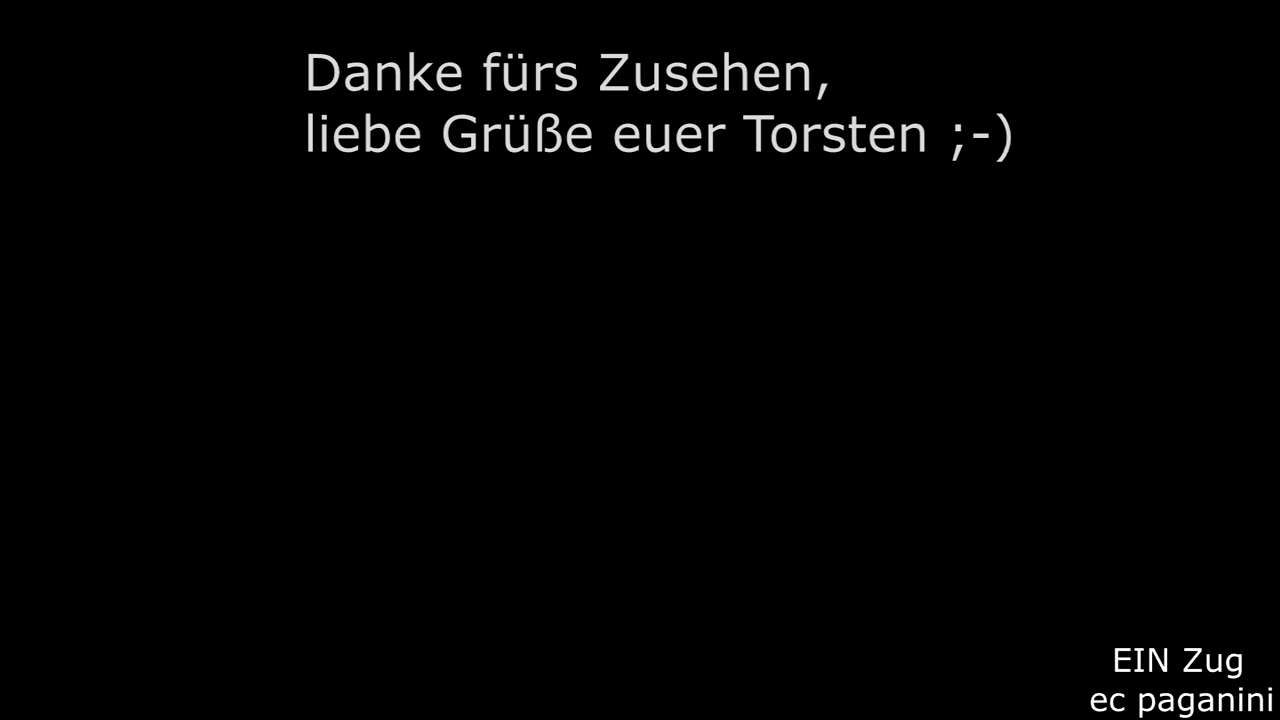 Danke fürs Zusehen,
liebe Grüße euer Torsten ;-)
EIN Zug
ec paganini